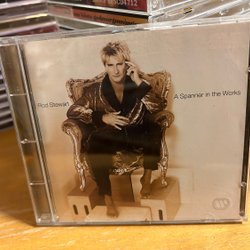 Rod Stewart
A Spanner in the Works